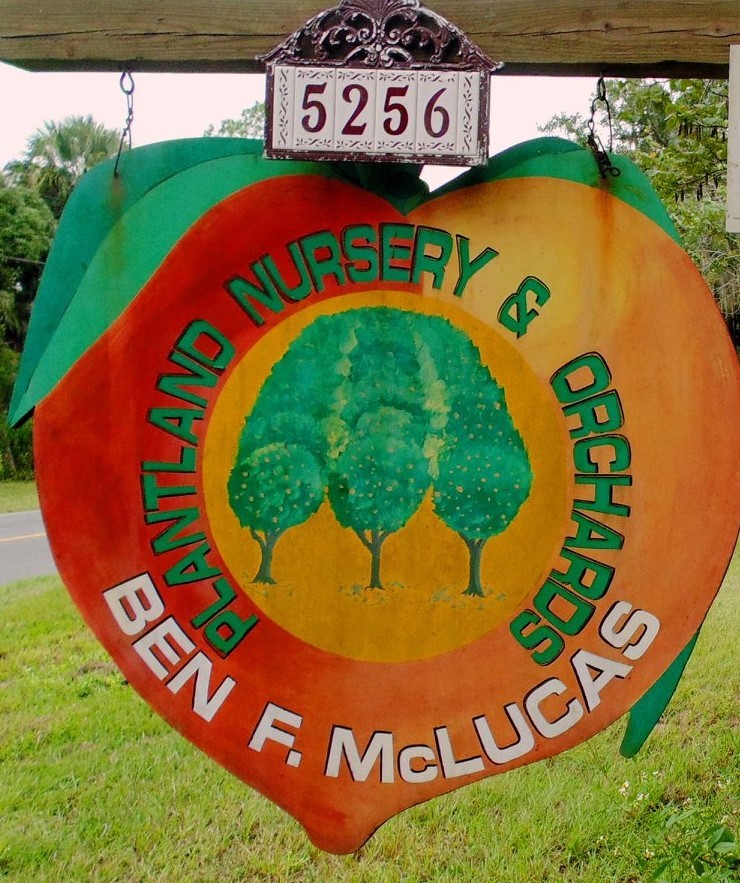 5256
PLANTLAND NURSERY & ORCHARDS
BEN F. McLUCAS